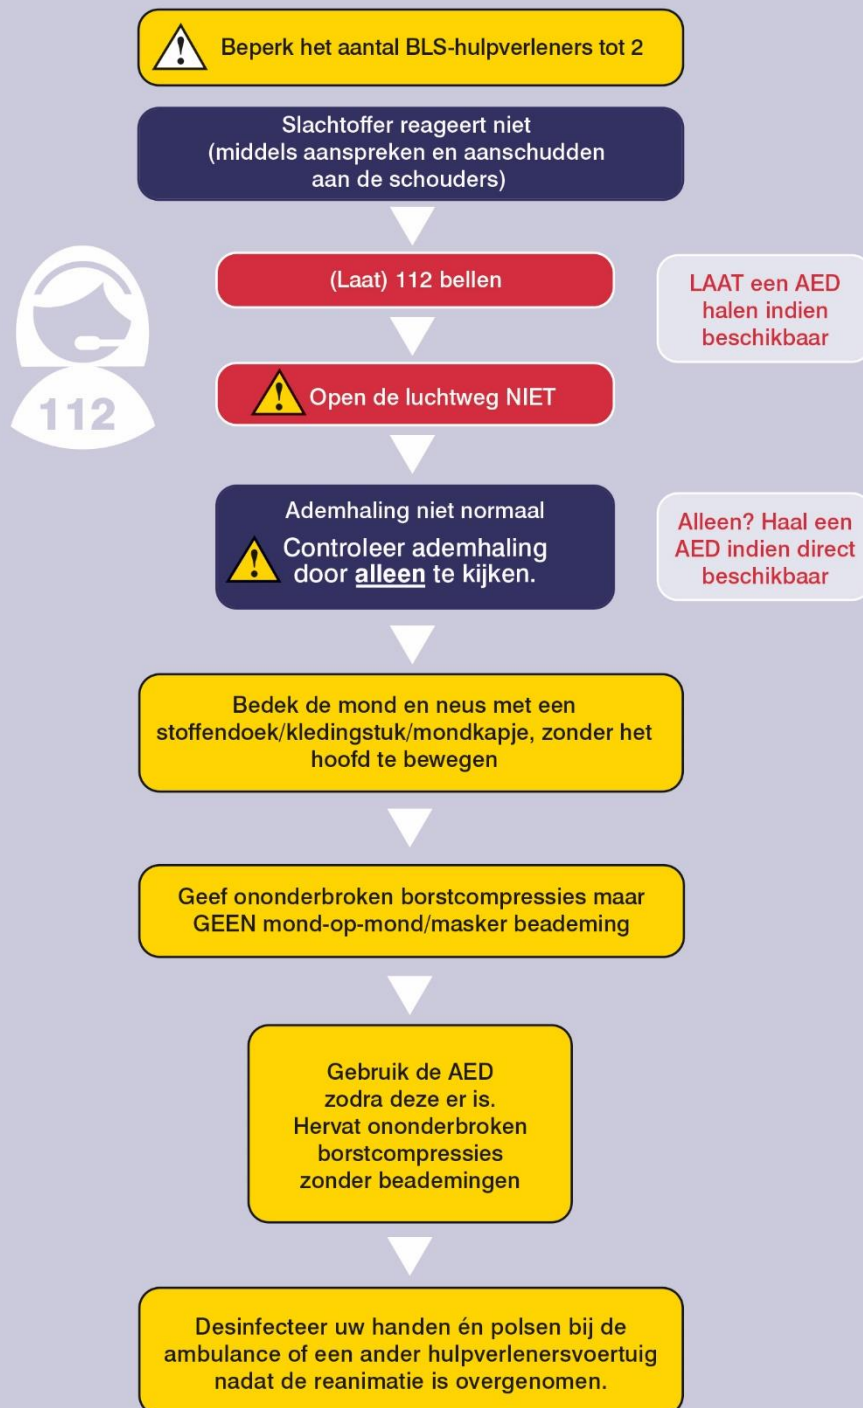 Beperk het aantal BLS-hulpverleners tot 2
Slachtoffer reageert niet
(middels aanspreken en aanschudden
aan de schouders)
(Laat) 112 bellen
LAAT een AED
halen indien
beschikbaar
112
Open de luchtweg NIET
Ademhaling niet normaal
Controleer ademhaling
door alleen te kijken.
Alleen? Haal een
AED indien direct
beschikbaar
Bedek de mond en neus met een
stoffendoek/kledingstuk/mondkapje, zonder het
hoofd te bewegen
Geef ononderbroken borstcompressies maar
GEEN mond-op-mond/masker beademing
Gebruik de AED
zodra deze er is.
Hervat ononderbroken
borstcompressies
zonder beademingen
Desinfecteer uw handen én polsen bij de
ambulance of een ander hulpverlenersvoertuig
nadat de reanimatie is overgenomen.